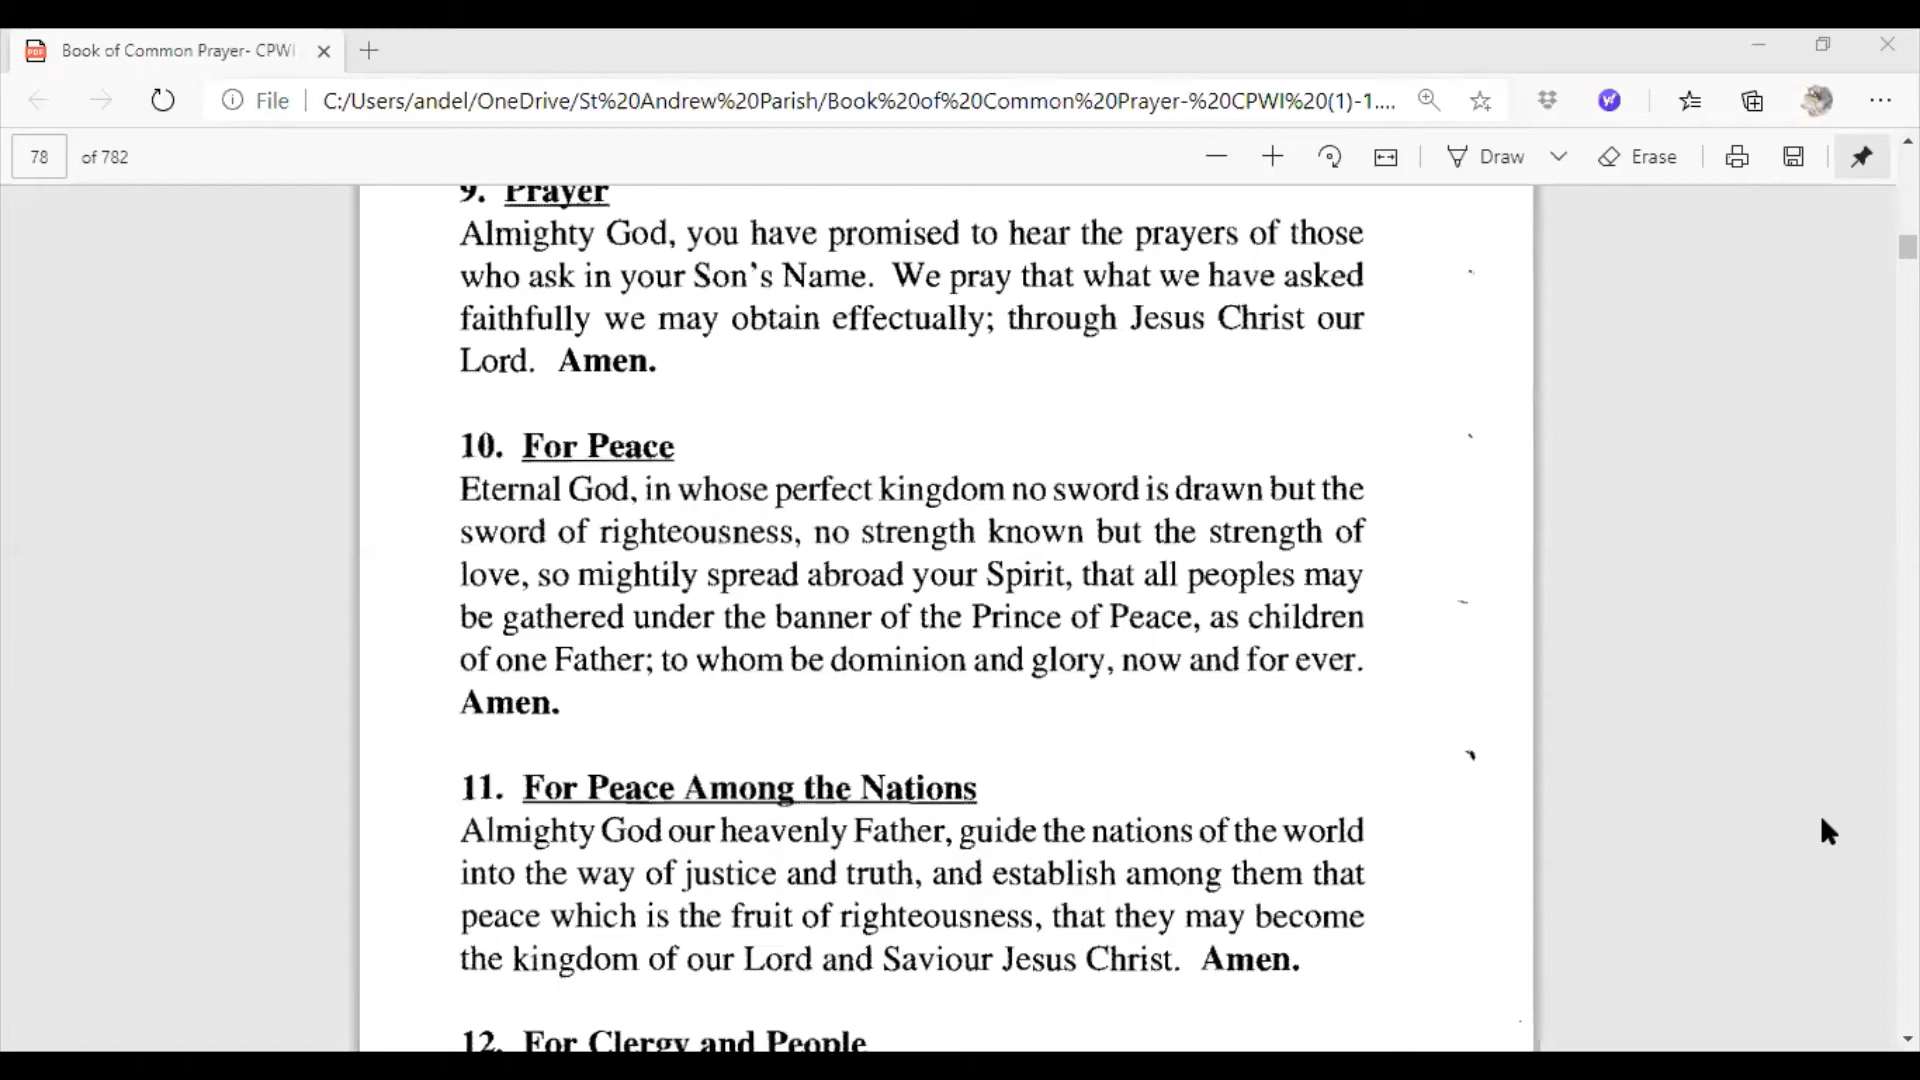 Book of Common Prayer- CPWI
File
C:/Users/andel/OneDrive/St%20Andrew%20Parish/Book%20of%20Common%20Prayer-%20CPWI%20(1)-1....
78 of 782
Draw
Erase
9. Prayer
Almighty God, you have promised to hear the prayers of those
who ask in your Son's Name. We pray that what we have asked
faithfully we may obtain effectually; through Jesus Christ our
Lord. Amen.
10. For Peace
Eternal God, in whose perfect kingdom no sword is drawn but the
sword of righteousness, no strength known but the strength of
love, so mightily spread abroad your Spirit, that all peoples may
be gathered under the banner of the Prince of Peace, as children
of one Father; to whom be dominion and glory, now and for ever.
Amen.
11. For Peace Among the Nations
Almighty God our heavenly Father, guide the nations of the world
into the way of justice and truth, and establish among them that
peace which is the fruit of righteousness, that they may become
the kingdom of our Lord and Saviour Jesus Christ. Amen.
12. For Clergy and People